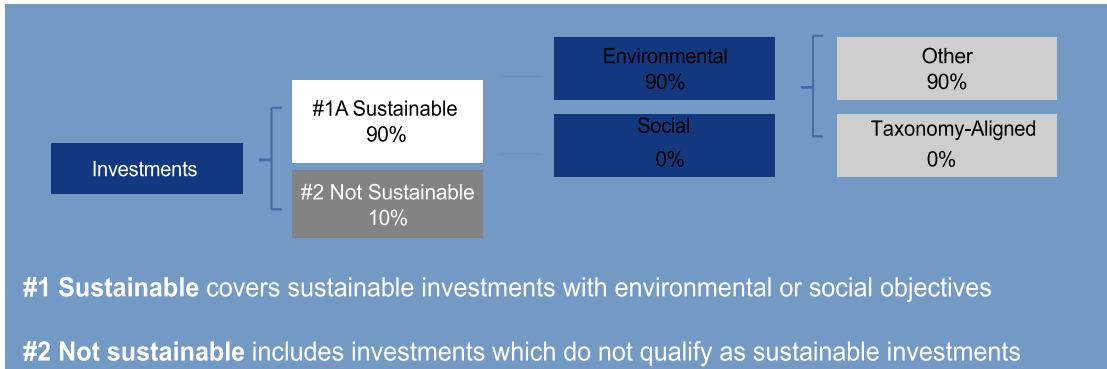 Investments
#1A Sustainable
90%
#2 Not Sustainable
10%
Environmental
90%
Social
0%
Other
90%
Taxonomy-Aligned
0%
#1 Sustainable covers sustainable investments with environmental or social objectives
#2 Not sustainable includes investments which do not qualify as sustainable investments